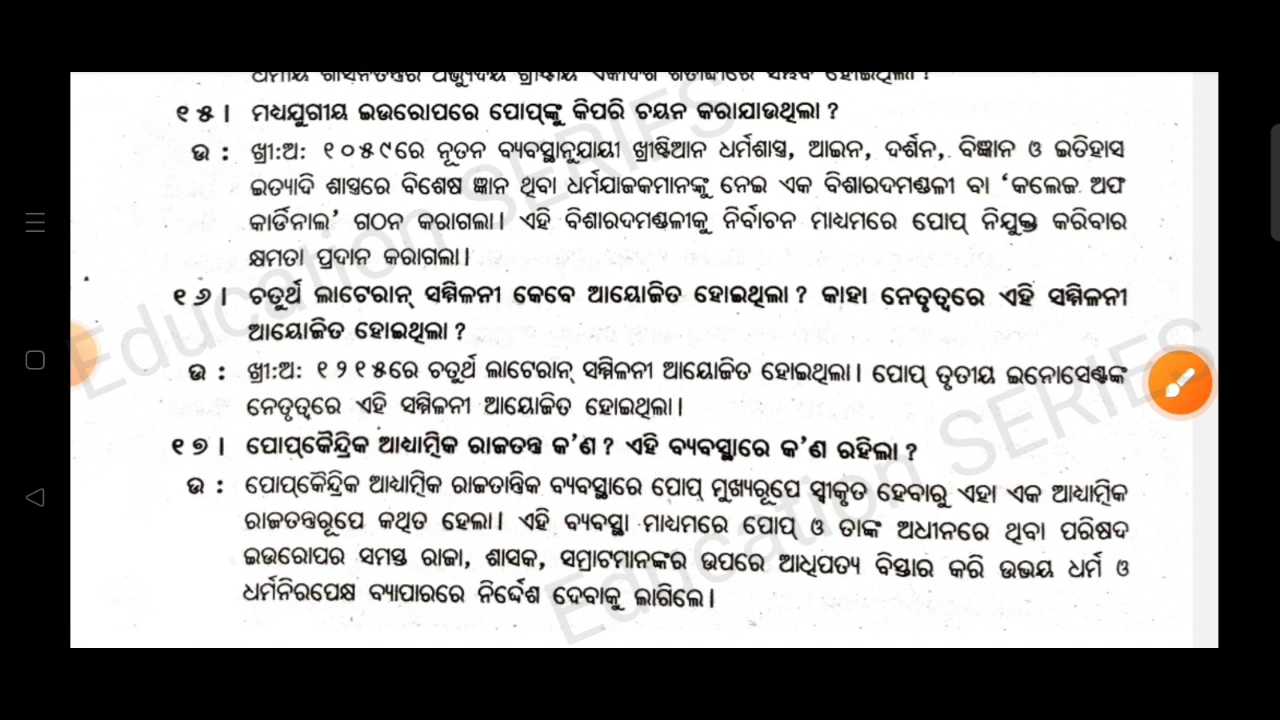 ୧୫। ମଧ୍ୟଯୁଗୀୟ ଇଉରୋପରେ ପୋପ୍‌ଙ୍କୁ କିପରି ଚୟନ କରାଯାଉଥିଲା ?
ଉ : ଖ୍ରୀ:ଅ: ୧୦୫୯ରେ ନୂତନ ବ୍ୟବସ୍ଥାନୁଯାୟୀ ଖ୍ରୀଷ୍ଟିଆନ ଧର୍ମଶାସ୍ତ୍ର, ଆଇନ, ଦର୍ଶନ, ବିଜ୍ଞାନ ଓ ଇତିହାସ
ଇତ୍ୟାଦି ଶାସ୍ତ୍ରରେ ବିଶେଷ ଜ୍ଞାନ ଥିବା ଧର୍ମଯାଜକମାନଙ୍କୁ ନେଇ ଏକ ବିଶାରଦମଣ୍ଡଳୀ ବା ‘କଲେଜ ଅଫ
କାର୍ଡିନାଲ’ ଗଠନ କରାଗଲା। ଏହି ବିଶାରଦମଣ୍ଡଳୀକୁ ନିର୍ବାଚନ ମାଧ୍ୟମରେ ପୋପ୍ ନିଯୁକ୍ତ କରିବାର
କ୍ଷମତା ପ୍ରଦାନ କରାଗଲା।
୧୬। ଚତୁର୍ଥ ଲାଟେରାନ୍ ସମ୍ମିଳନୀ କେବେ ଆୟୋଜିତ ହୋଇଥିଲା ? କାହା ନେତୃତ୍ୱରେ ଏହି ସମ୍ମିଳନୀ
ଆୟୋଜିତ ହୋଇଥିଲା ?
ଉ : ଖ୍ରୀ:ଅ: ୧୨୧୫ରେ ଚତୁର୍ଥ ଲାଟେରାନ୍ ସମ୍ମିଳନୀ ଆୟୋଜିତ ହୋଇଥିଲା। ପୋପ୍ ତୃତୀୟ ଇନୋସେଣ୍ଟଙ୍କ
ନେତୃତ୍ୱରେ ଏହି ସମ୍ମିଳନୀ ଆୟୋଜିତ ହୋଇଥିଲା।
୧୭। ପୋପ୍‌କୈନ୍ଦ୍ରିକ ଆଧ୍ୟାତ୍ମିକ ରାଜତନ୍ତ୍ର କ’ଣ ? ଏହି ବ୍ୟବସ୍ଥାରେ କ’ଣ ରହିଲା ?
ଉ : ପୋପ୍‌କୈନ୍ଦ୍ରିକ ଆଧ୍ୟାତ୍ମିକ ରାଜତାନ୍ତ୍ରିକ ବ୍ୟବସ୍ଥାରେ ପୋପ୍ ମୁଖ୍ୟରୂପେ ସ୍ୱୀକୃତ ହେବାରୁ ଏହା ଏକ ଆଧ୍ୟାତ୍ମିକ
ରାଜତନ୍ତ୍ରରୂପେ କଥିତ ହେଲା। ଏହି ବ୍ୟବସ୍ଥା ମାଧ୍ୟମରେ ପୋପ୍ ଓ ତାଙ୍କ ଅଧୀନରେ ଥିବା ପରିଷଦ
ଇଉରୋପର ସମସ୍ତ ରାଜା, ଶାସକ, ସମ୍ରାଟମାନଙ୍କର ଉପରେ ଆଧିପତ୍ୟ ବିସ୍ତାର କରି ଉଭୟ ଧର୍ମ ଓ
ଧର୍ମନିରପେକ୍ଷ ବ୍ୟାପାରରେ ନିର୍ଦ୍ଦେଶ ଦେବାକୁ ଲାଗିଲେ।
Education SERIES
Education SERIES